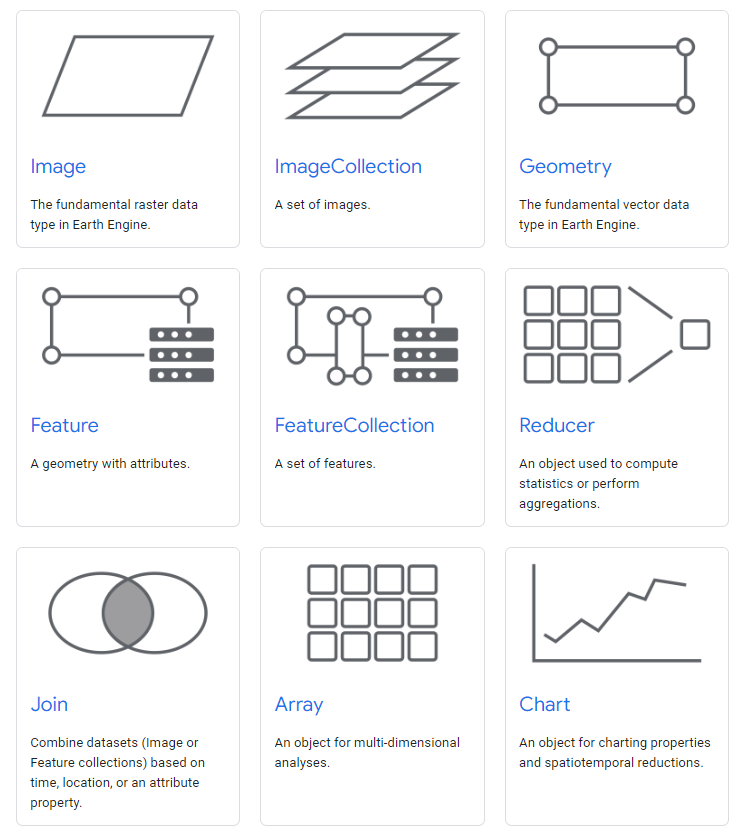 Image
The fundamental raster data
type in Earth Engine.
ImageCollection
A set of images.
Geometry
The fundamental vector data
type in Earth Engine.
Feature
A geometry with attributes.
FeatureCollection
A set of features.
Reducer
An object used to compute
statistics or perform
aggregations.
Join
Combine datasets (Image or
Feature collections) based on
time, location, or an attribute
property.
Array
An object for multi-dimensional
analyses.
Chart
An object for charting properties
and spatiotemporal reductions.